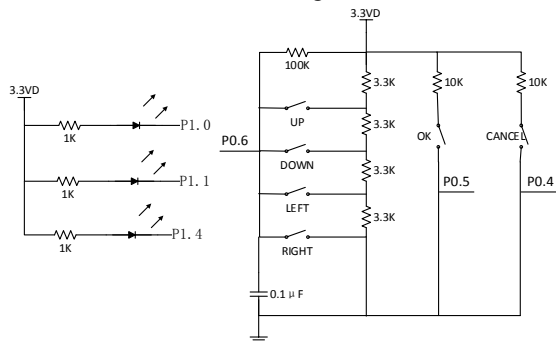 3.3VD
100K
3.3K
10K
10K
3.3VD
1K
P1.0
UP
3.3K
P0.6
OK
CANCEL
DOWN
3.3K
P0.5
P0.4
1K
P1.1
LEFT
3.3K
1K
P1.4
RIGHT
0.1μF